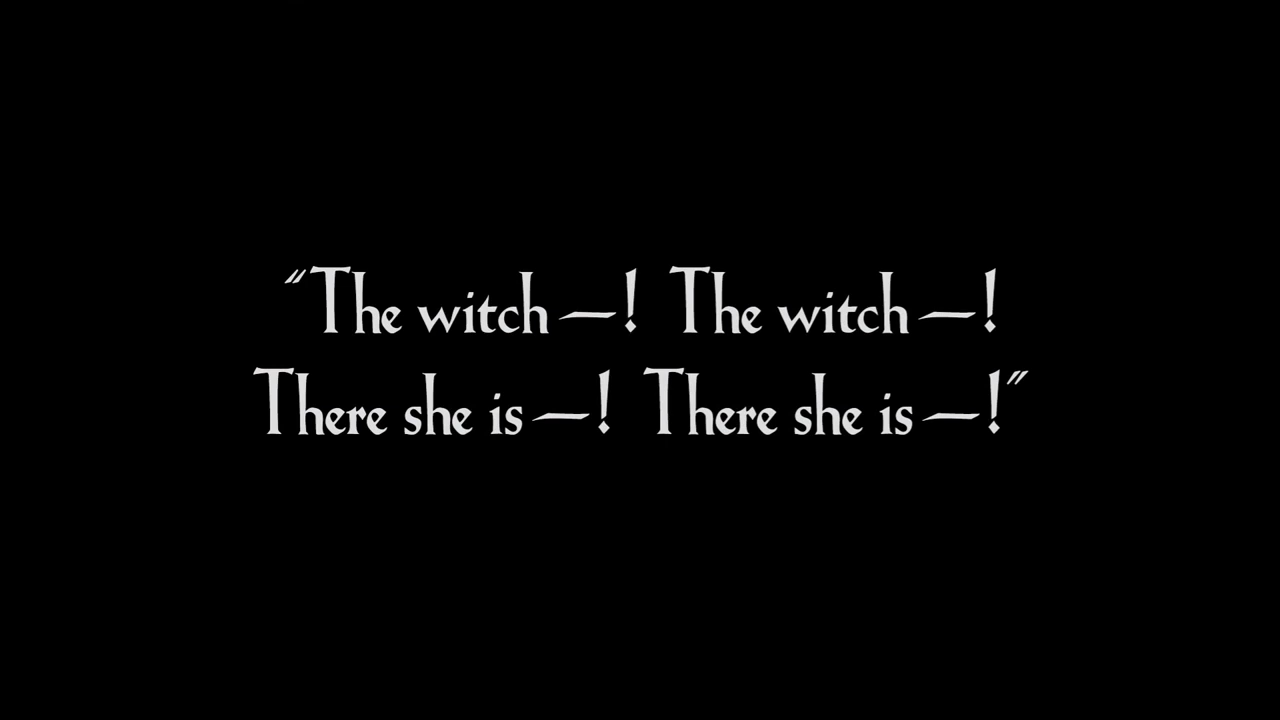 "The witch—! The witch—!
There she is—! There she is—!"